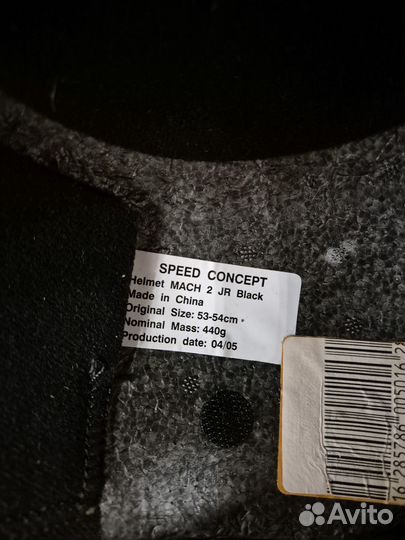 SPEED CONCEPT
Helmet MACH 2 JR Black
Made in China
Original Size: 53-54cm *
Nominal Mass: 440g
Production date: 04/05
Avito